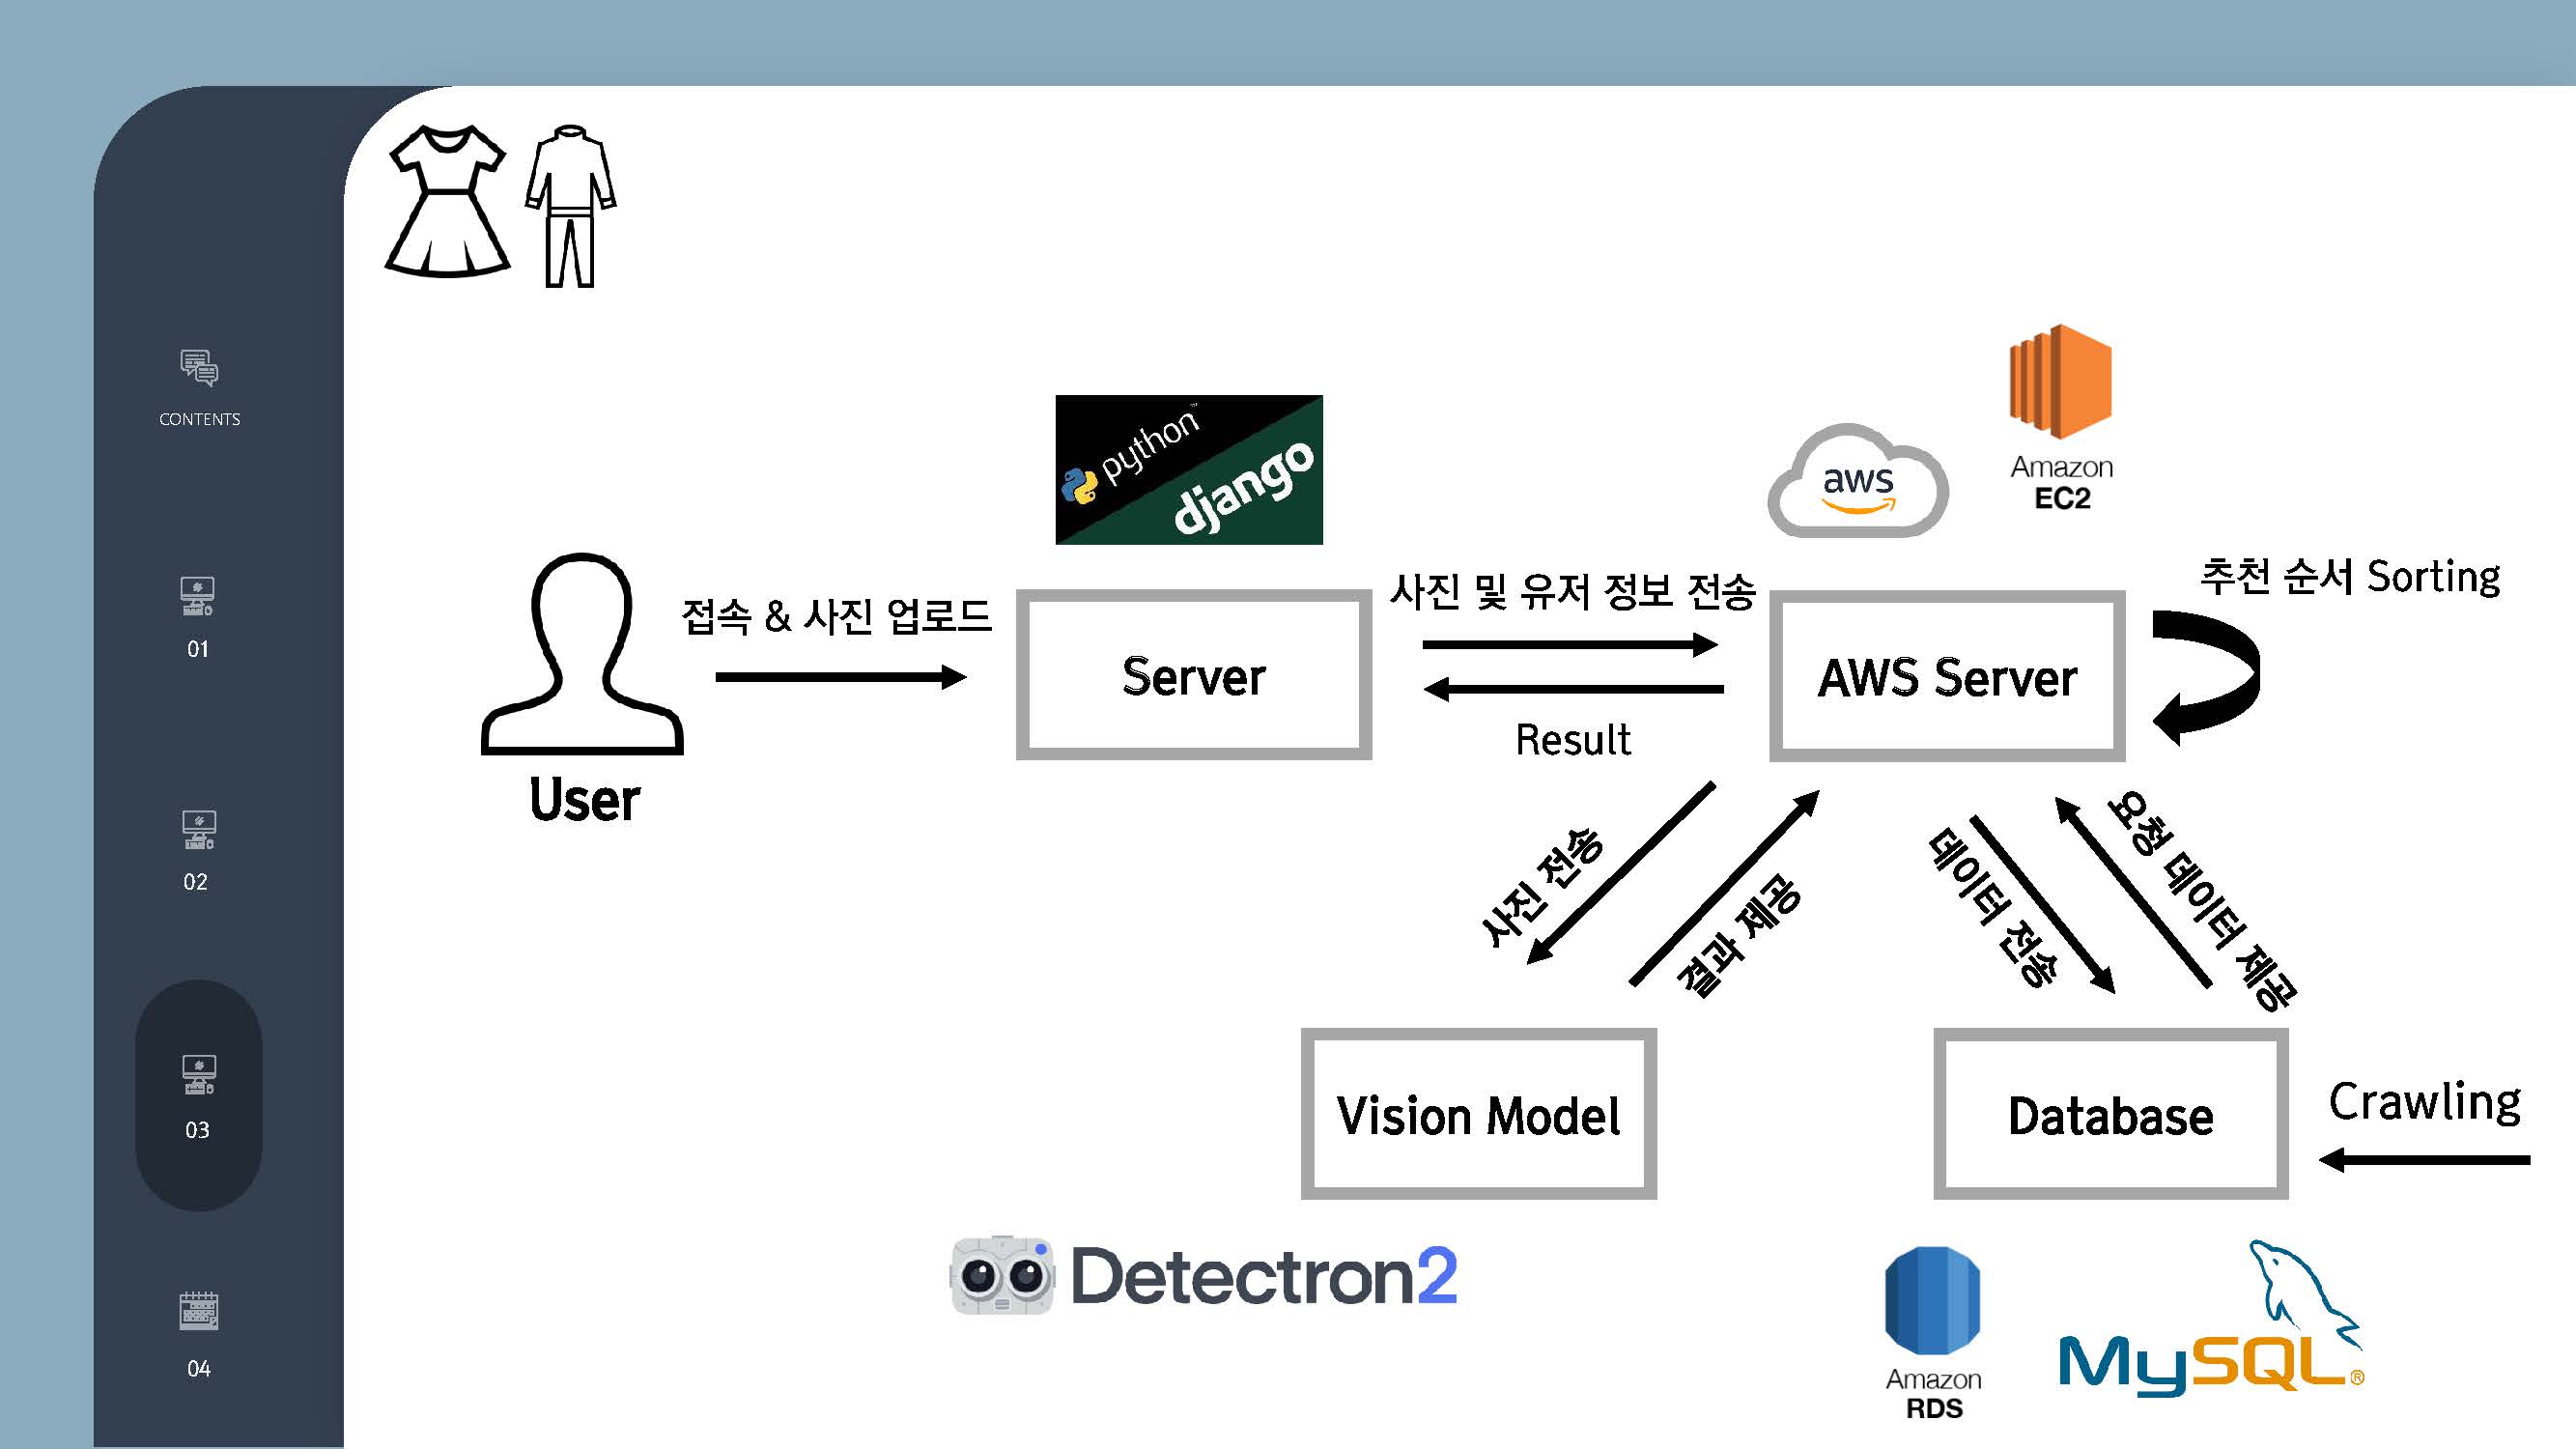 CONTENTS
01
02
03
04
python™
django
aws
Amazon
EC2
추천 순서 Sorting
접속 & 사진 업로드
사진 및 유저 정보 전송
Server
AWS Server
Result
User
사진 전송
결과 제공
데이터 전송
요청 데이터 제공
Vision Model
Database
Crawling
Detectron2
Amazon
RDS
MySQL®